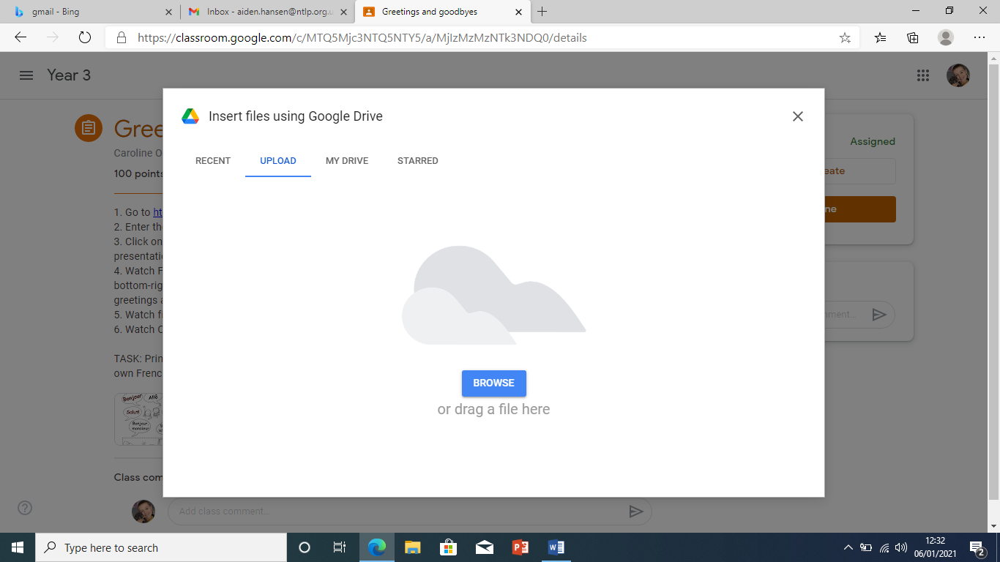 gmail - Bing
Inbox - aiden.hansen@ntlp.org.u
Greetings and goodbyes
https://classroom.google.com/c/MTQ5Mjc3NTQ5NTY5/a/MjIzMzMzNTk3NDQ0/details
Year 3
Insert files using Google Drive
RECENT
UPLOAD
MY DRIVE
STARRED
Gree
Caroline O
100 points
Assigned
eate
ne
1. Go to ht
2. Enter the
3. Click on
presentati
4. Watch F
bottom-rig
greetings a
5. Watch fi
6. Watch C
TASK: Prin
own Frenc
Bonjour
Allô
Salut!
Bonjour
monsieur
BROWSE
or drag a file here
mment...
Class com
Add class comment...
Type here to search
12:32
06/01/2021
2